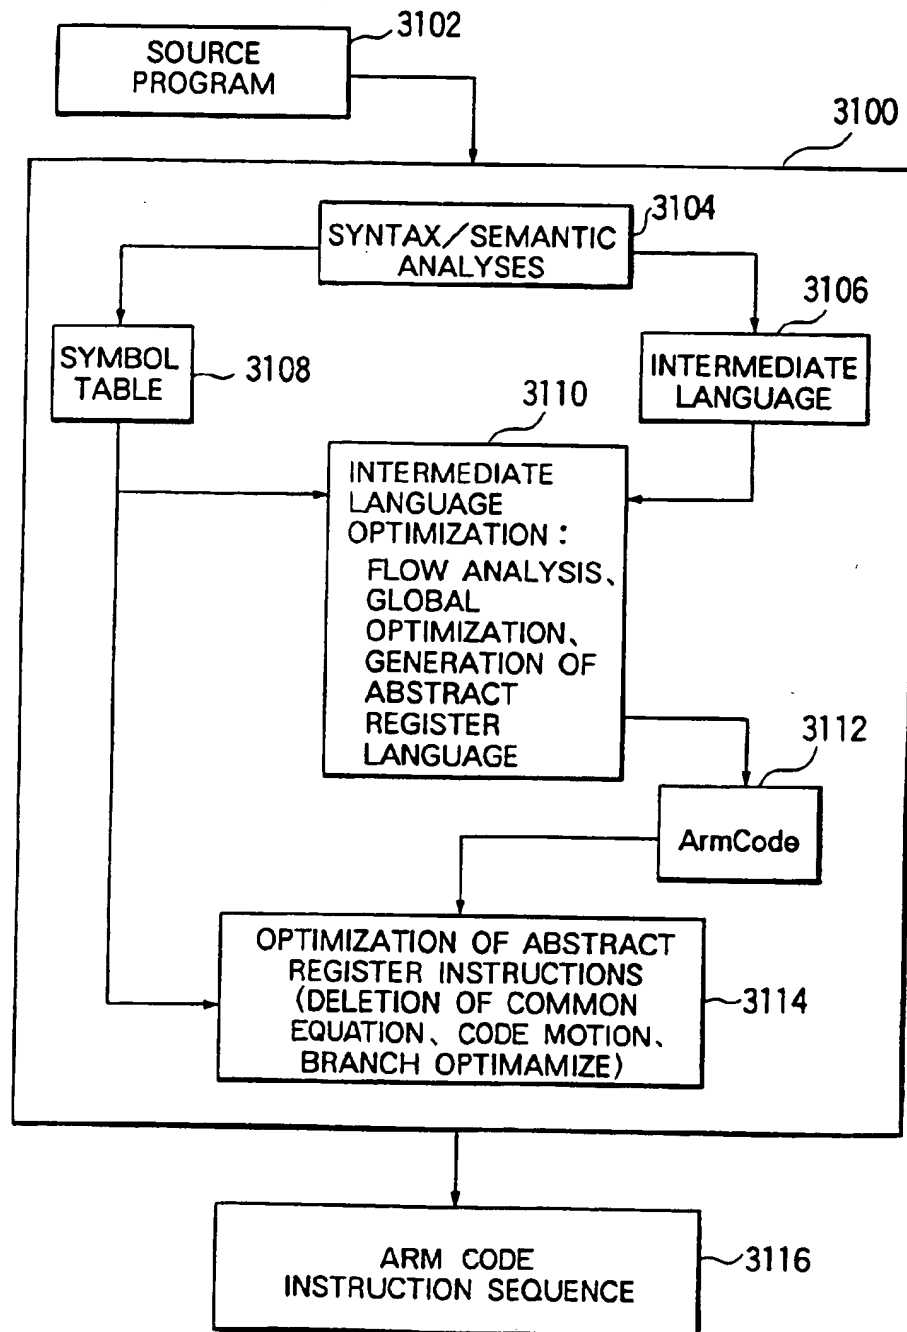 3102
SOURCE
PROGRAM
3100
3104
SYNTAX/SEMANTIC
ANALYSES
3106
SYMBOL
TABLE
3108
INTERMEDIATE
LANGUAGE
3110
INTERMEDIATE
LANGUAGE
OPTIMIZATION :
FLOW ANALYSIS、
GLOBAL
OPTIMIZATION、
GENERATION OF
ABSTRACT
REGISTER
LANGUAGE
3112
ArmCode
OPTIMIZATION OF ABSTRACT
REGISTER INSTRUCTIONS
(DELETION OF COMMON
EQUATION、CODE MOTION、
BRANCH OPTIMAMIZE)
3114
ARM CODE
INSTRUCTION SEQUENCE
3116